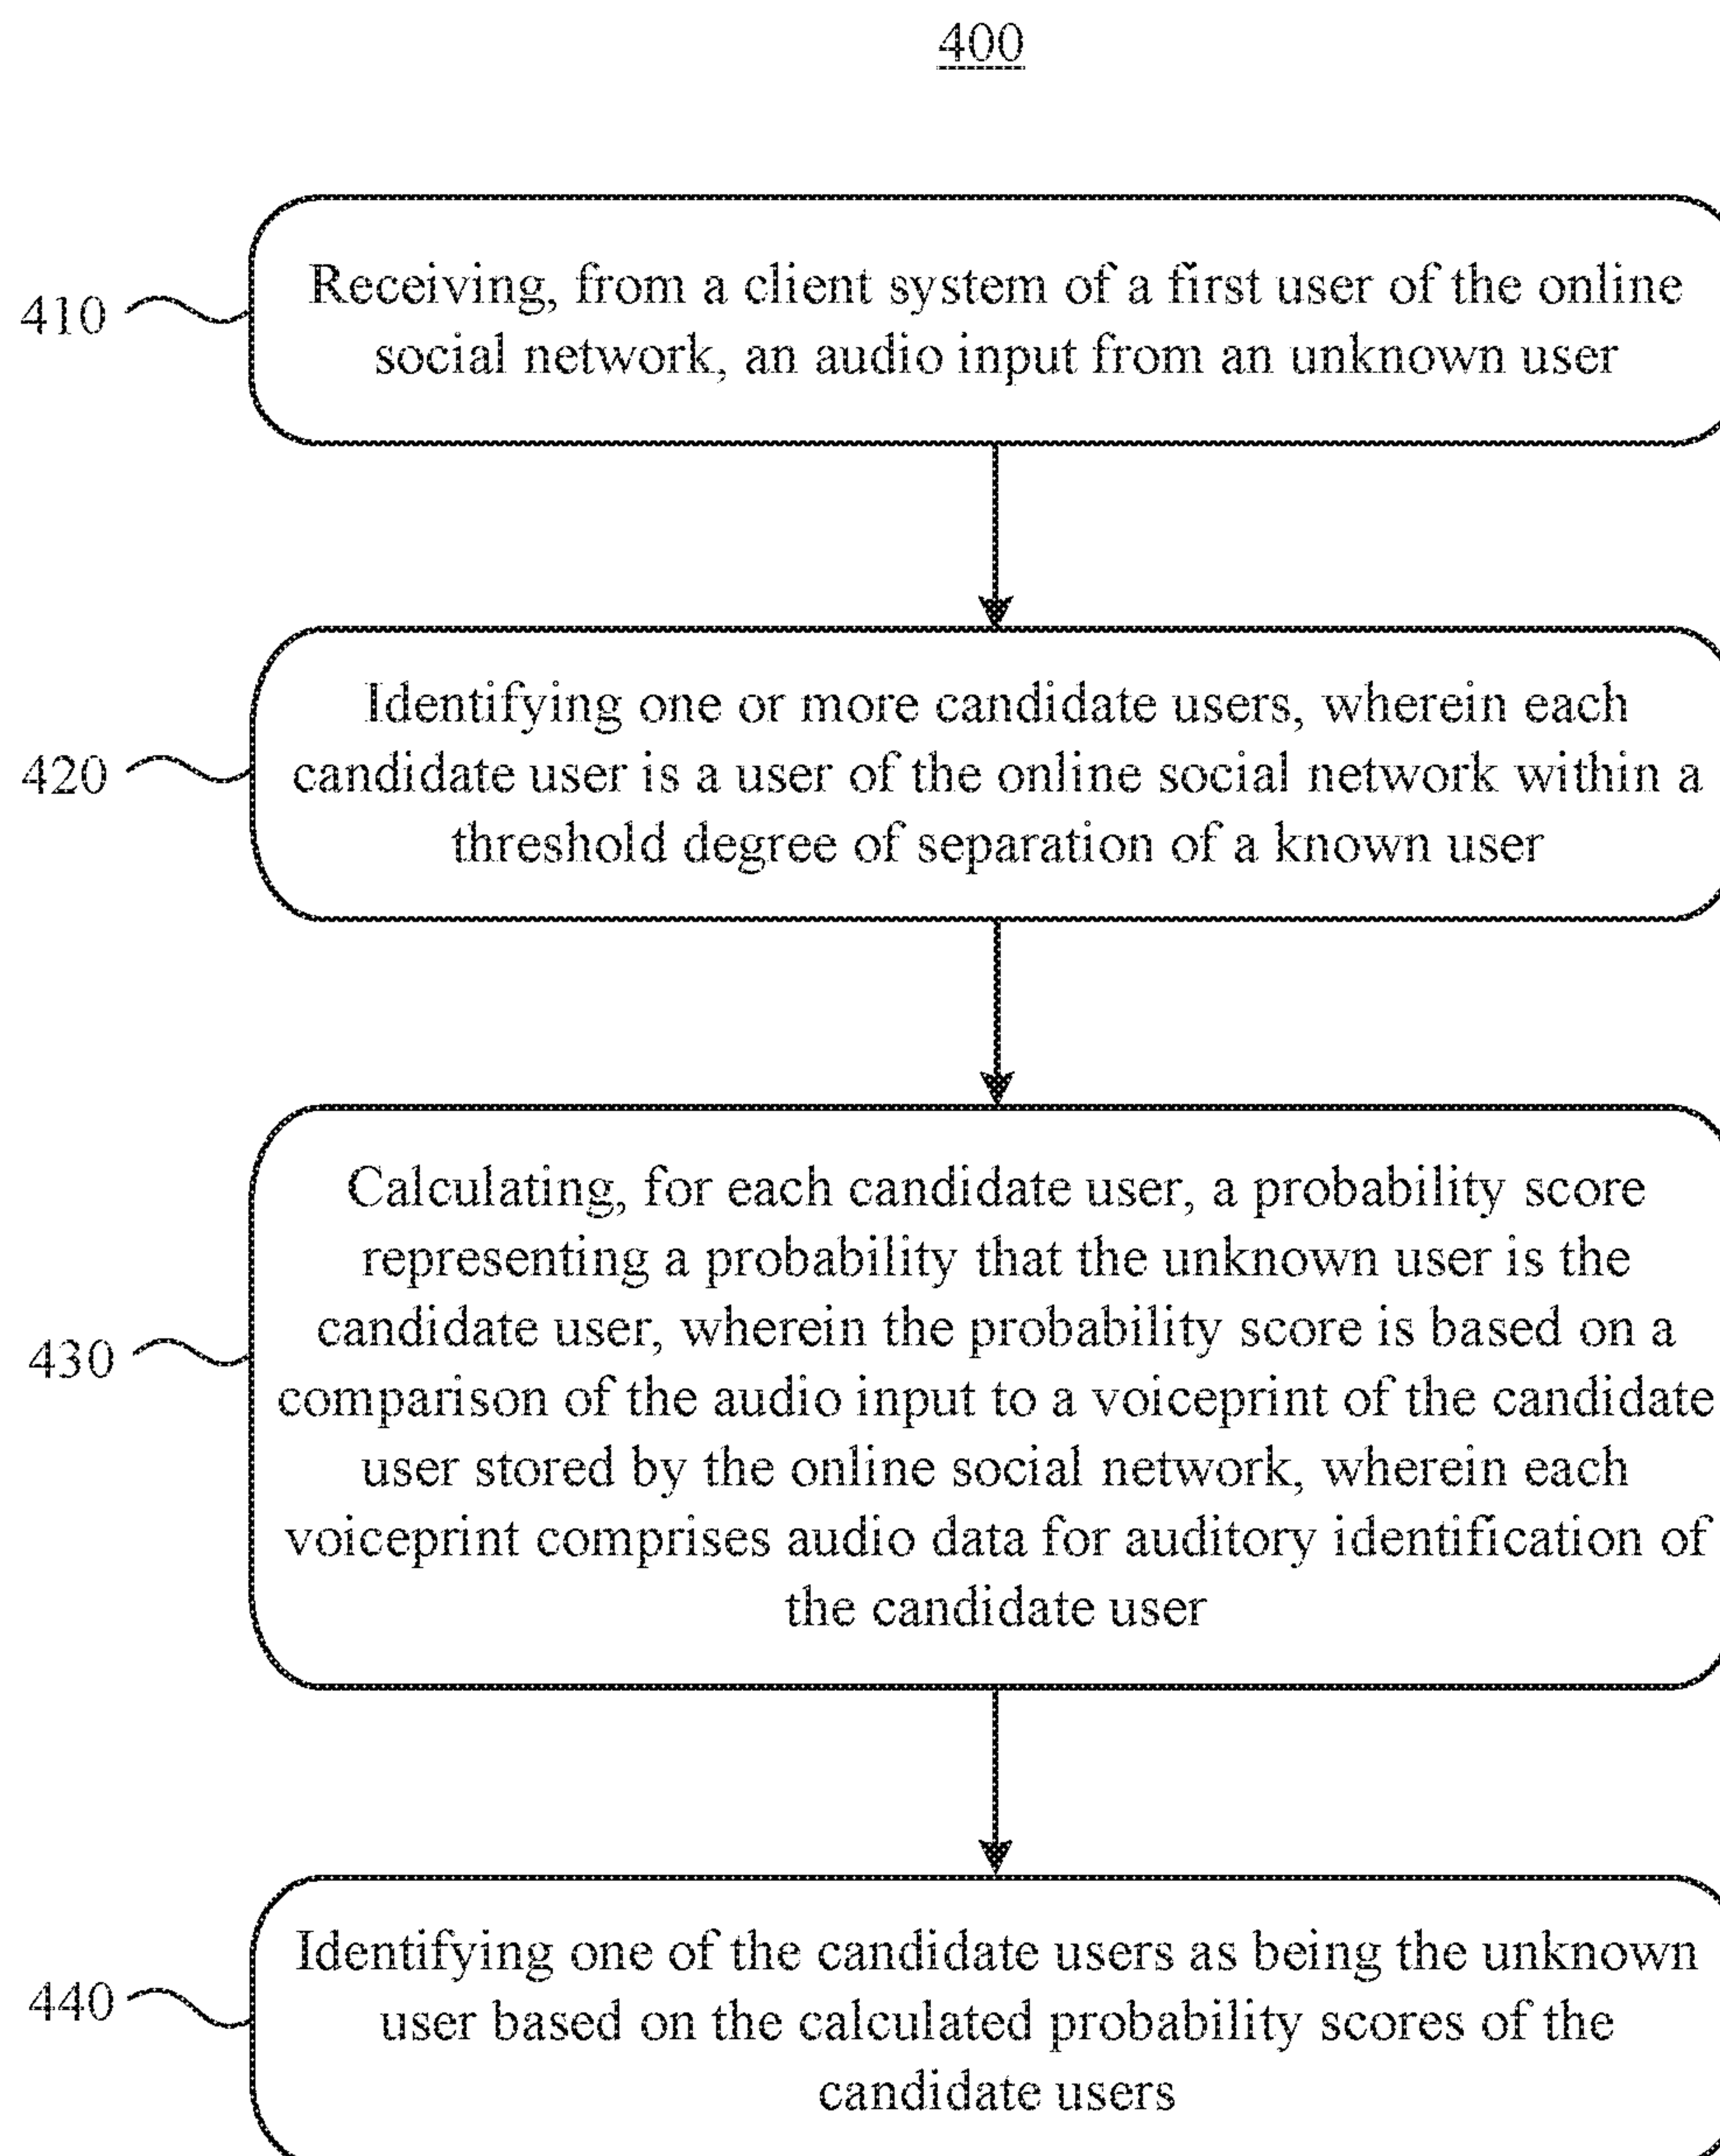 400
410
Receiving, from a client system of a first user of the online
social network, an audio input from an unknown user
420
Identifying one or more candidate users, wherein each
candidate user is a user of the online social network within a
threshold degree of separation of a known user
430
Calculating, for each candidate user, a probability score
representing a probability that the unknown user is the
candidate user, wherein the probability score is based on a
comparison of the audio input to a voiceprint of the candidate
user stored by the online social network, wherein each
voiceprint comprises audio data for auditory identification of
the candidate user
440
Identifying one of the candidate users as being the unknown
user based on the calculated probability scores of the
candidate users